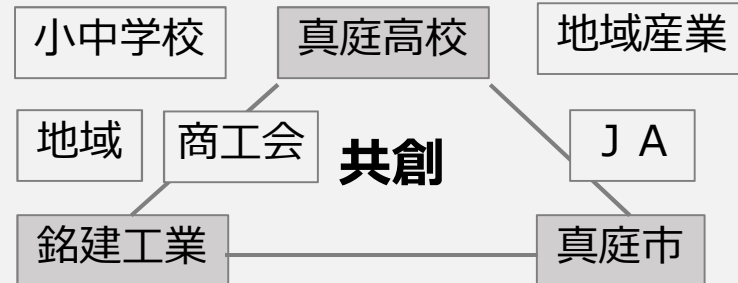 小中学校
真庭高校
地域産業
地域
商工会
共創
ＪＡ
銘建工業
真庭市